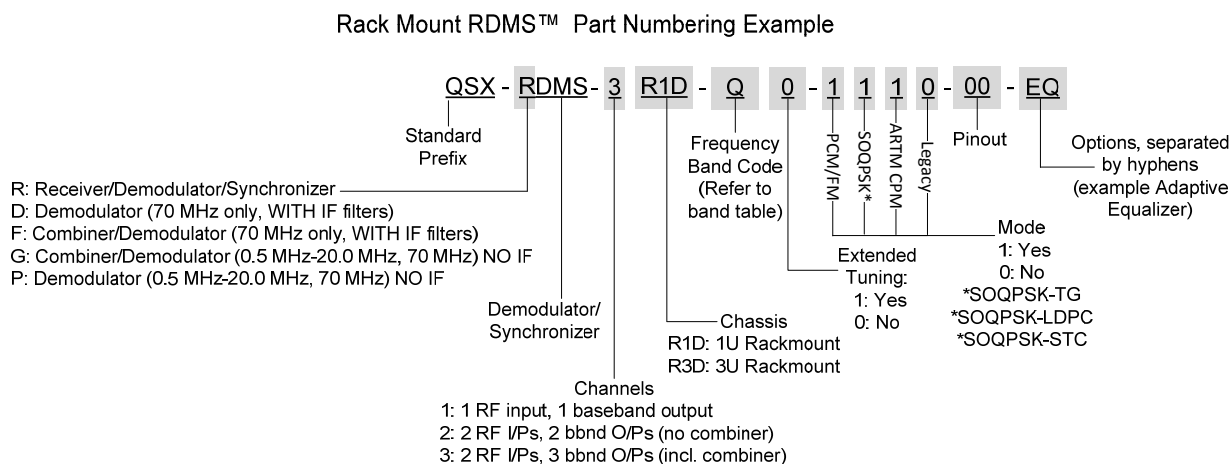 Rack Mount RDMS™ Part Numbering Example
QSX - RDMS - 3 R1D - Q 0 - 1 1 1 0 - 00 - EQ
Standard
Prefix
R: Receiver/Demodulator/Synchronizer
D: Demodulator (70 MHz only, WITH IF filters)
F: Combiner/Demodulator (70 MHz only, WITH IF filters)
G: Combiner/Demodulator (0.5 MHz-20.0 MHz, 70 MHz) NO IF
P: Demodulator (0.5 MHz-20.0 MHz, 70 MHz) NO IF
Demodulator/
Synchronizer
Channels
1: 1 RF input, 1 baseband output
2: 2 RF I/Ps, 2 bbnd O/Ps (no combiner)
3: 2 RF I/Ps, 3 bbnd O/Ps (incl. combiner)
Chassis
R1D: 1U Rackmount
R3D: 3U Rackmount
Frequency
Band Code
(Refer to
band table)
Extended
Tuning:
1: Yes
0: No
PCM/FM
SOQPSK*
ARTM CPM
Legacy
Mode
1: Yes
0: No
*SOQPSK-TG
*SOQPSK-LDPC
*SOQPSK-STC
Pinout
Options, separated
by hyphens
(example Adaptive
Equalizer)